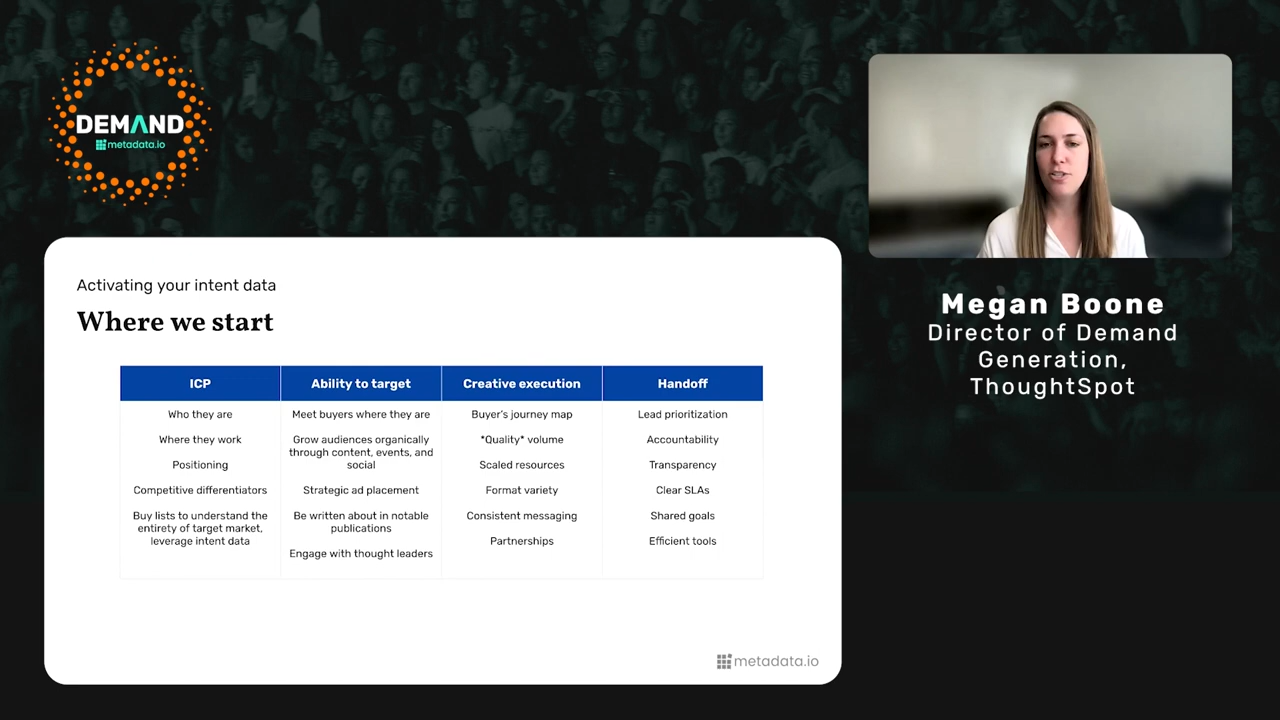 DEMAND
metadata.io
Activating your intent data
Where we start
ICP
Who they are
Where they work
Positioning
Competitive differentiators
Buy lists to understand the
entirety of target market,
leverage intent data
Ability to target
Meet buyers where they are
Grow audiences organically
through content, events, and
social
Strategic ad placement
Be written about in notable
publications
Engage with thought leaders
Creative execution
Buyer's journey map
*Quality* volume
Scaled resources
Format variety
Consistent messaging
Partnerships
Handoff
Lead prioritization
Accountability
Transparency
Clear SLAs
Shared goals
Efficient tools
metadata.io
Megan Boone
Director of Demand
Generation,
ThoughtSpot